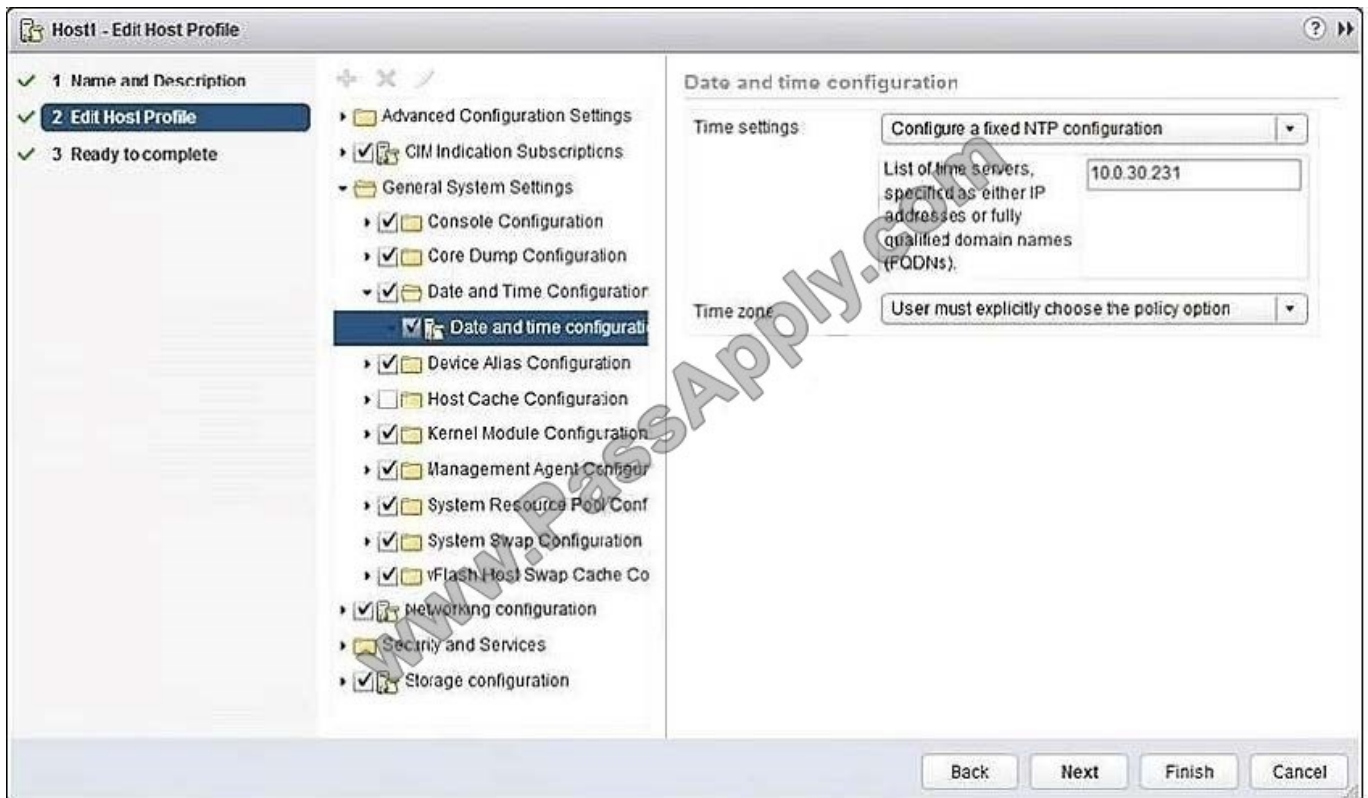 Host1 - Edit Host Profile
?
1 Name and Description
2 Edit Host Profile
3 Ready to complete
Advanced Configuration Settings
CIM Indication Subscriptions
General System Settings
Console Configuration
Core Dump Configuration
Date and Time Configuration
Date and time configurati
Device Alias Configuration
Host Cache Configuration
Kernel Module Configuration
Management Agent Configur
System Resource Pool Conf
System Swap Configuration
vFlash Host Swap Cache Co
Networking configuration
Security and Services
Storage configuration
Date and time configuration
Time settings
Configure a fixed NTP configuration
List of time servers,
specified as either IP
addresses or fully
qualified domain names
(FQDNs).
10.0.30.231
Time zone
User must explicitly choose the policy option
Back
Next
Finish
Cancel
www.PassApply.com